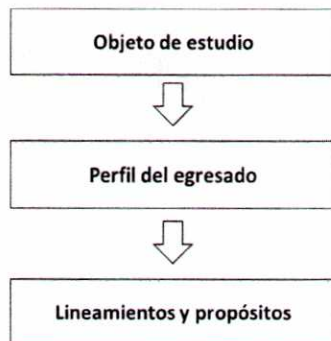 Objeto de estudio
Perfil del egresado
Lineamientos y propósitos